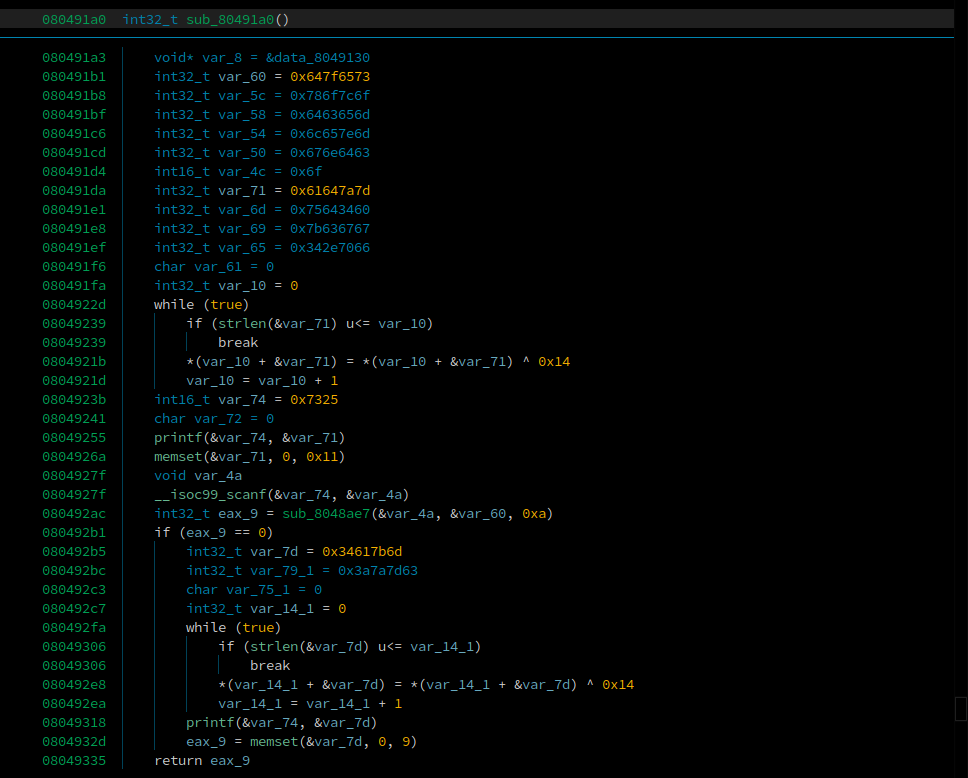 080491a0 int32_t sub_80491a0()
080491a3 void* var_8 = &data_8049130
080491b1 int32_t var_60 = 0x647f6573
080491b8 int32_t var_5c = 0x786f7c6f
080491bf int32_t var_58 = 0x6463656d
080491c6 int32_t var_54 = 0x6c657e6d
080491cd int32_t var_50 = 0x676e6463
080491d4 int16_t var_4c = 0x6f
080491da int32_t var_71 = 0x61647a7d
080491e1 int32_t var_6d = 0x75643460
080491e8 int32_t var_69 = 0x7b636767
080491ef int32_t var_65 = 0x342e7066
080491f6 char var_61 = 0
080491fa int32_t var_10 = 0
0804922d while (true)
08049239 if (strlen(&var_71) u<= var_10)
08049239 break
0804921b *(var_10 + &var_71) = *(var_10 + &var_71) ^ 0x14
0804921d var_10 = var_10 + 1
0804923b int16_t var_74 = 0x7325
08049241 char var_72 = 0
08049255 printf(&var_74, &var_71)
0804926a memset(&var_71, 0, 0x11)
0804927f void var_4a
0804927f __isoc99_scanf(&var_74, &var_4a)
080492ac int32_t eax_9 = sub_8048ae7(&var_4a, &var_60, 0xa)
080492b1 if (eax_9 == 0)
080492b5 int32_t var_7d = 0x34617b6d
080492bc int32_t var_79_1 = 0x3a7a7d63
080492c3 char var_75_1 = 0
080492c7 int32_t var_14_1 = 0
080492fa while (true)
08049306 if (strlen(&var_7d) u<= var_14_1)
08049306 break
080492e8 *(var_14_1 + &var_7d) = *(var_14_1 + &var_7d) ^ 0x14
080492ea var_14_1 = var_14_1 + 1
08049318 printf(&var_74, &var_7d)
0804932d eax_9 = memset(&var_7d, 0, 9)
08049335 return eax_9